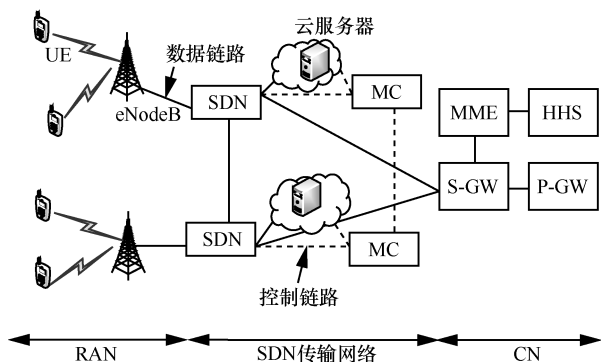 云服务器
UE
数据链路
SDN
MC
eNodeB
MME
HHS
S-GW
P-GW
SDN
MC
控制链路
RAN
SDN传输网络
CN